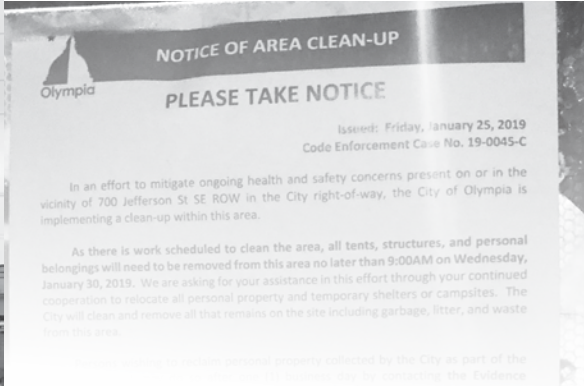 NOTICE OF AREA CLEAN-UP
Olympia
PLEASE TAKE NOTICE
Issued: Friday, January 25, 2019
Code Enforcement Case No. 19-0045-C
In an effort to mitigate ongoing health and safety concerns present on or in the
vicinity of 700 Jefferson St SE ROW in the City right-of-way, the City of Olympia is
implementing a clean-up within this area.
As there is work scheduled to clean the area, all tents, structures, and personal
belongings will need to be removed from this area no later than 9:00AM on Wednesday,
January 30, 2019. We are asking for your assistance in this effort through your continued
cooperation to relocate all personal property and temporary shelters or campsites. The
City will clean and remove all that remains on the site including garbage, litter, and waste
from this area.
personal property collected by the City as part of the
by contacting the Evidence